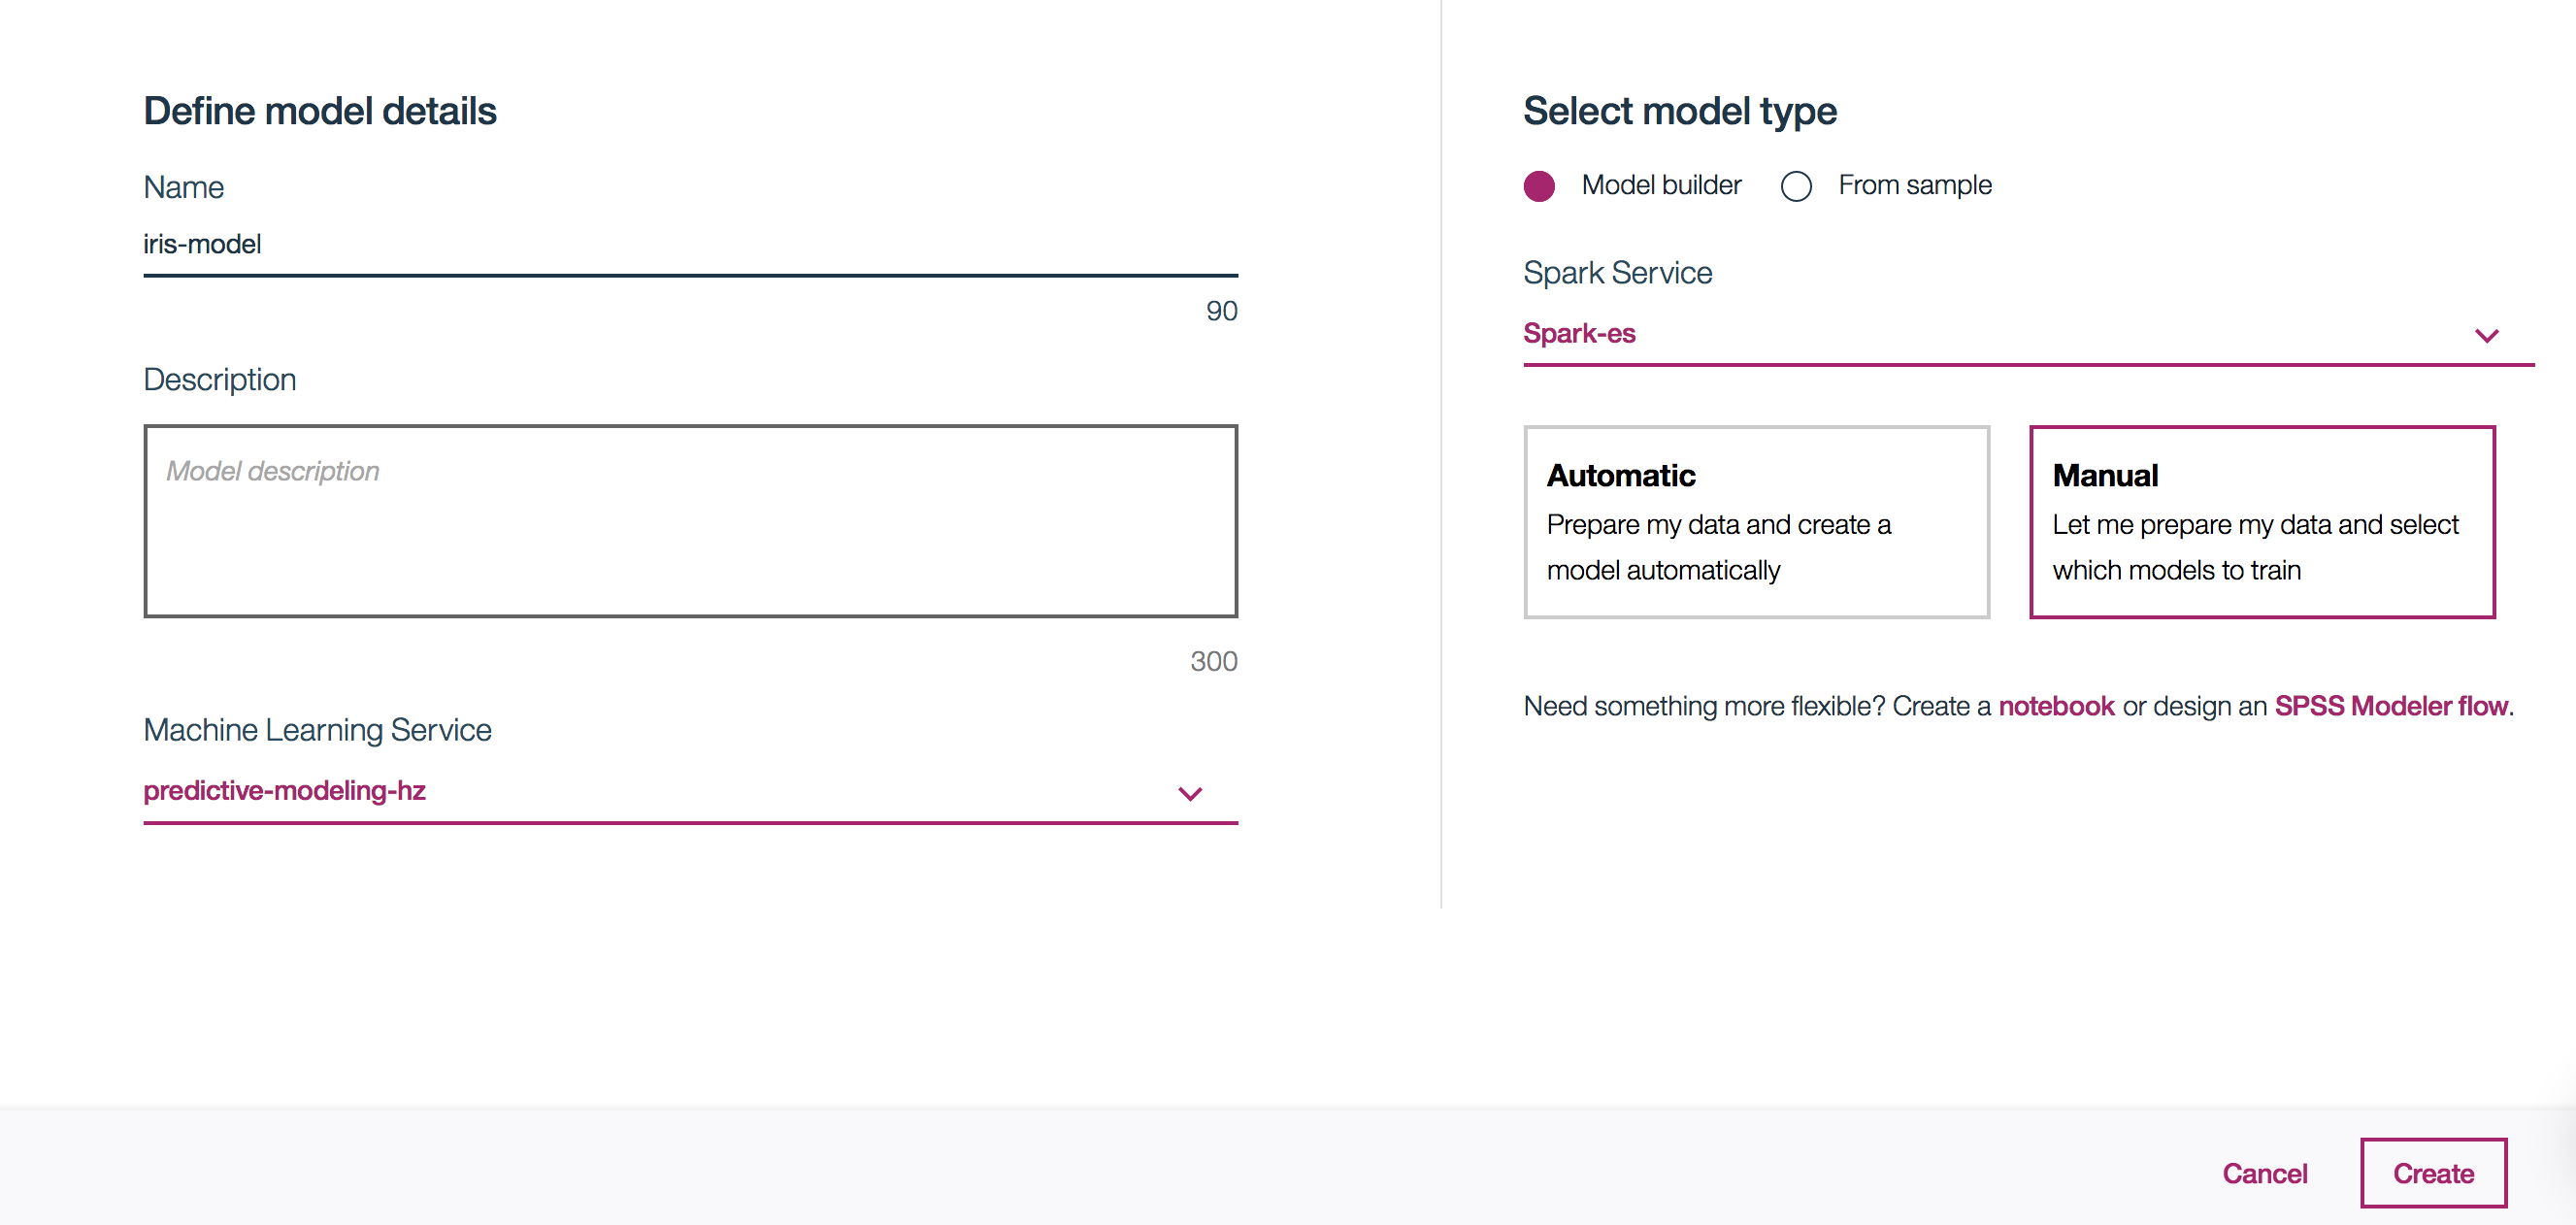 Define model details
Name
iris-model
90
Description
Model description
300
Machine Learning Service
predictive-modeling-hz
Select model type
Model builder
From sample
Spark Service
Spark-es
Automatic
Prepare my data and create a
model automatically
Manual
Let me prepare my data and select
which models to train
Need something more flexible? Create a notebook or design an SPSS Modeler flow.
Cancel
Create